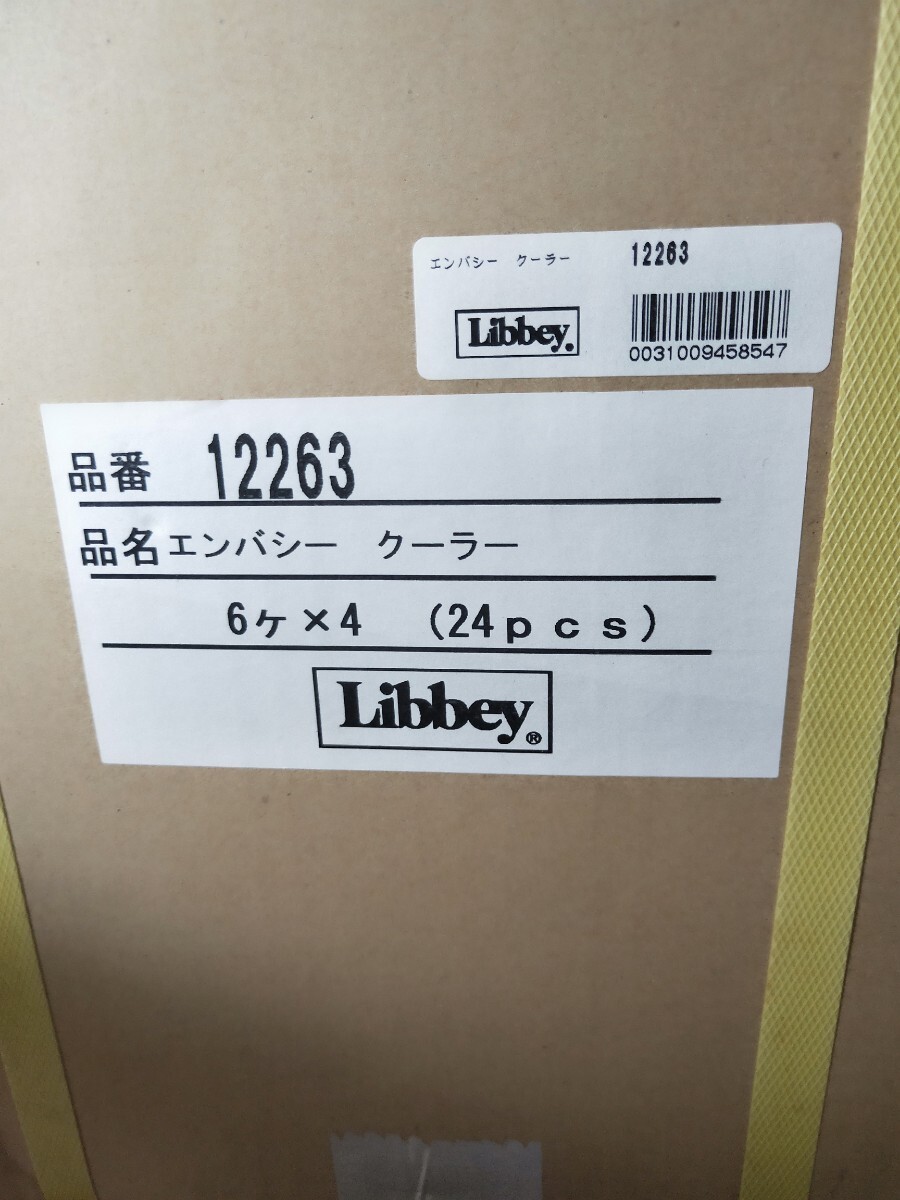 エンバシー クーラー 12263
Libbey.
0031009458547
品番 12263
品名エンバシー クーラー
6ヶ×4 (24pcs)
Libbey®